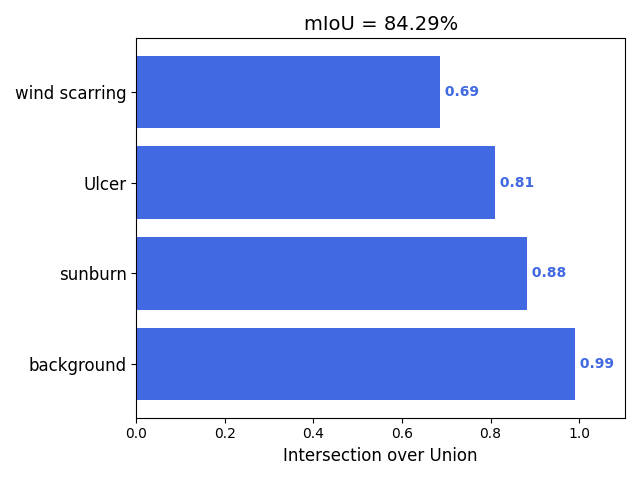 mIoU = 84.29%
wind scarring
0.69
Ulcer
0.81
sunburn
0.88
background
0.99
0.0 0.2 0.4 0.6 0.8 1.0
Intersection over Union